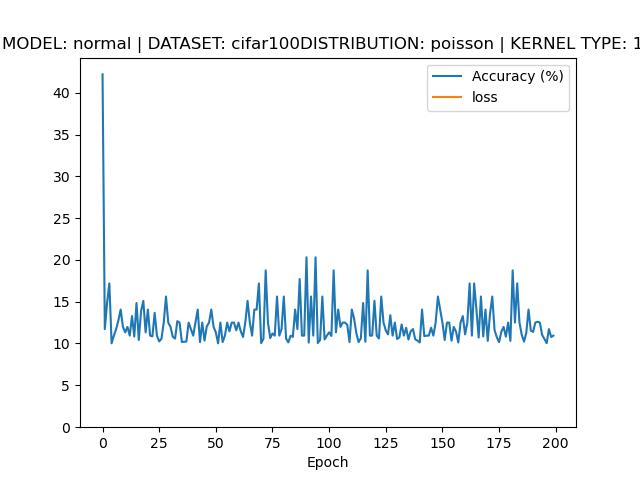 MODEL: normal | DATASET: cifar100DISTRIBUTION: poisson | KERNEL TYPE: 1
Accuracy (%)
loss
40
35
30
25
20
15
10
5
0
0 25 50 75 100 125 150 175 200
Epoch